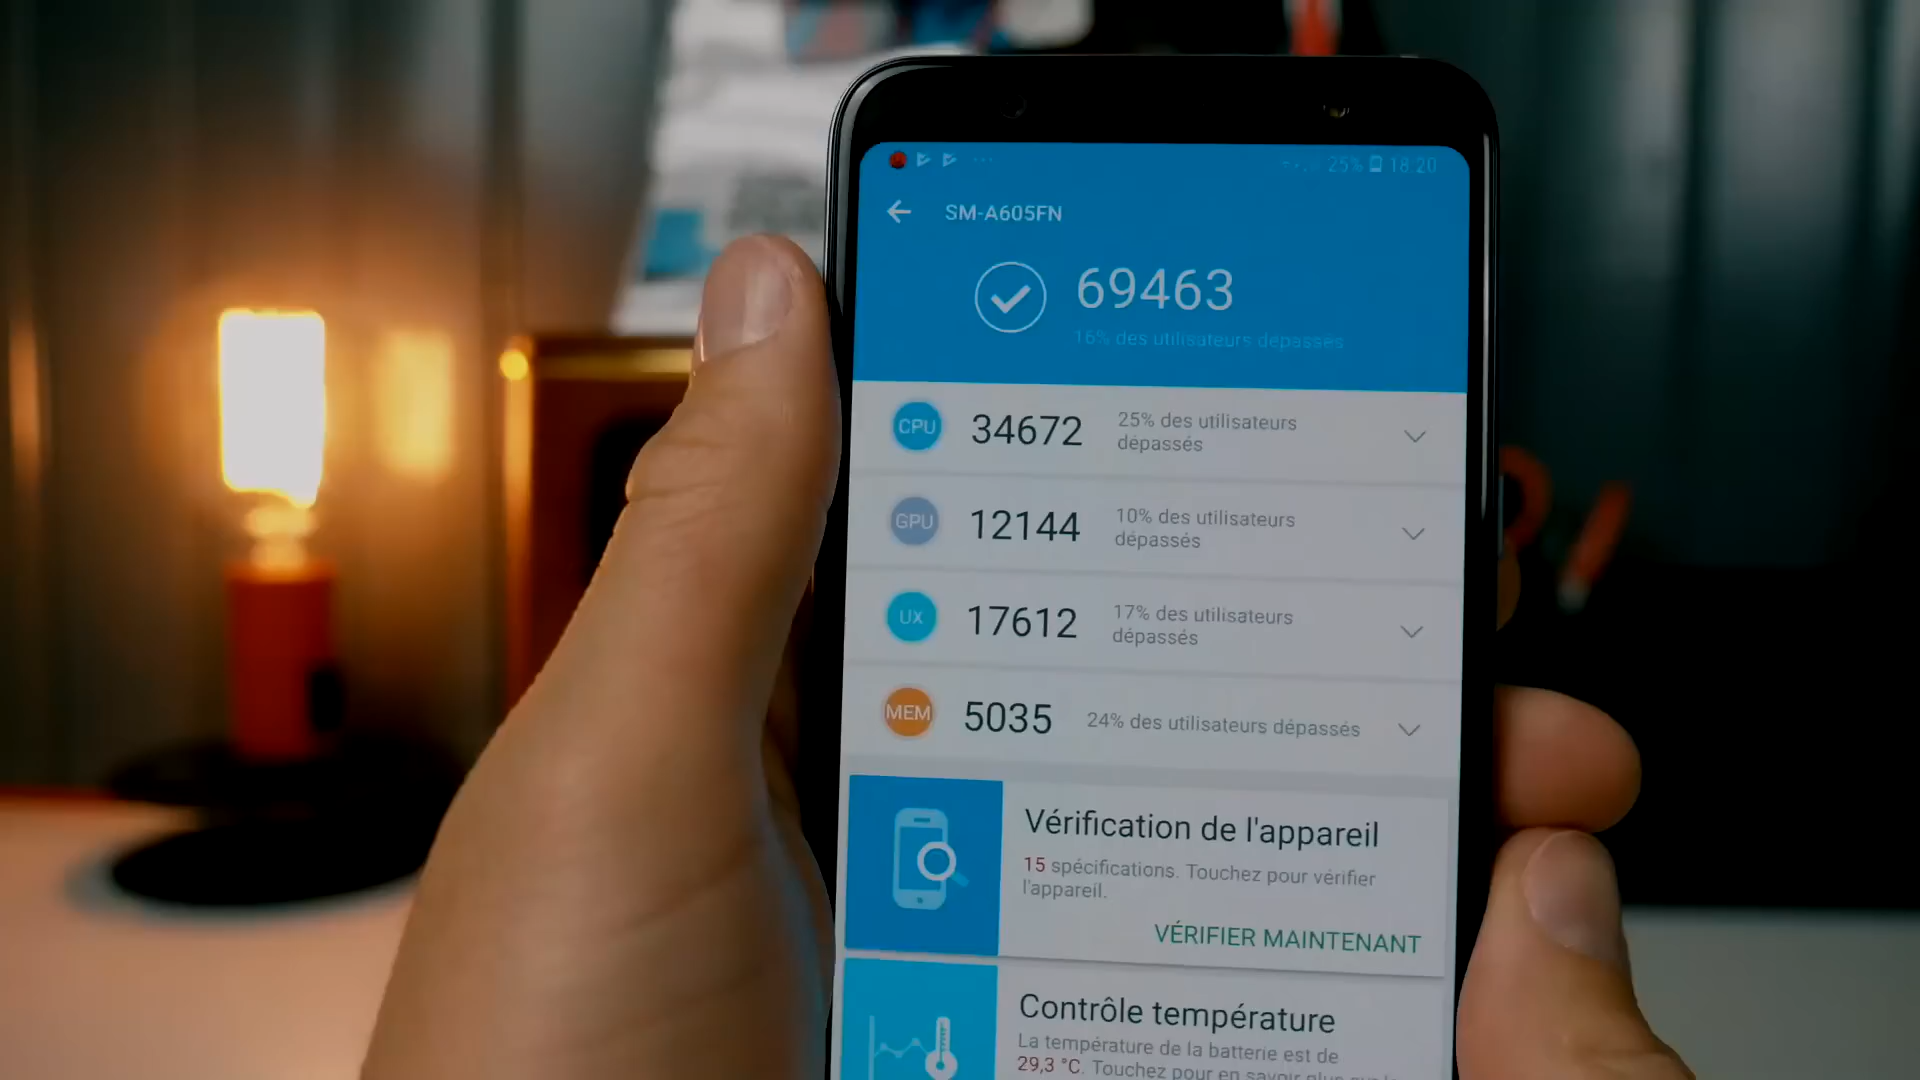 25% 18:20
SM-A605FN
69463
16% des utilisateurs dépassés
CPU 34672 25% des utilisateurs
dépassés
GPU 12144 10% des utilisateurs
dépassés
UX 17612 17% des utilisateurs
dépassés
MEM 5035 24% des utilisateurs dépassés
Vérification de l'appareil
15 spécifications. Touchez pour vérifier
l'appareil.
VÉRIFIER MAINTENANT
Contrôle température
La température de la batterie est de
29,3 °C. Touchez pour en savoir plus sur